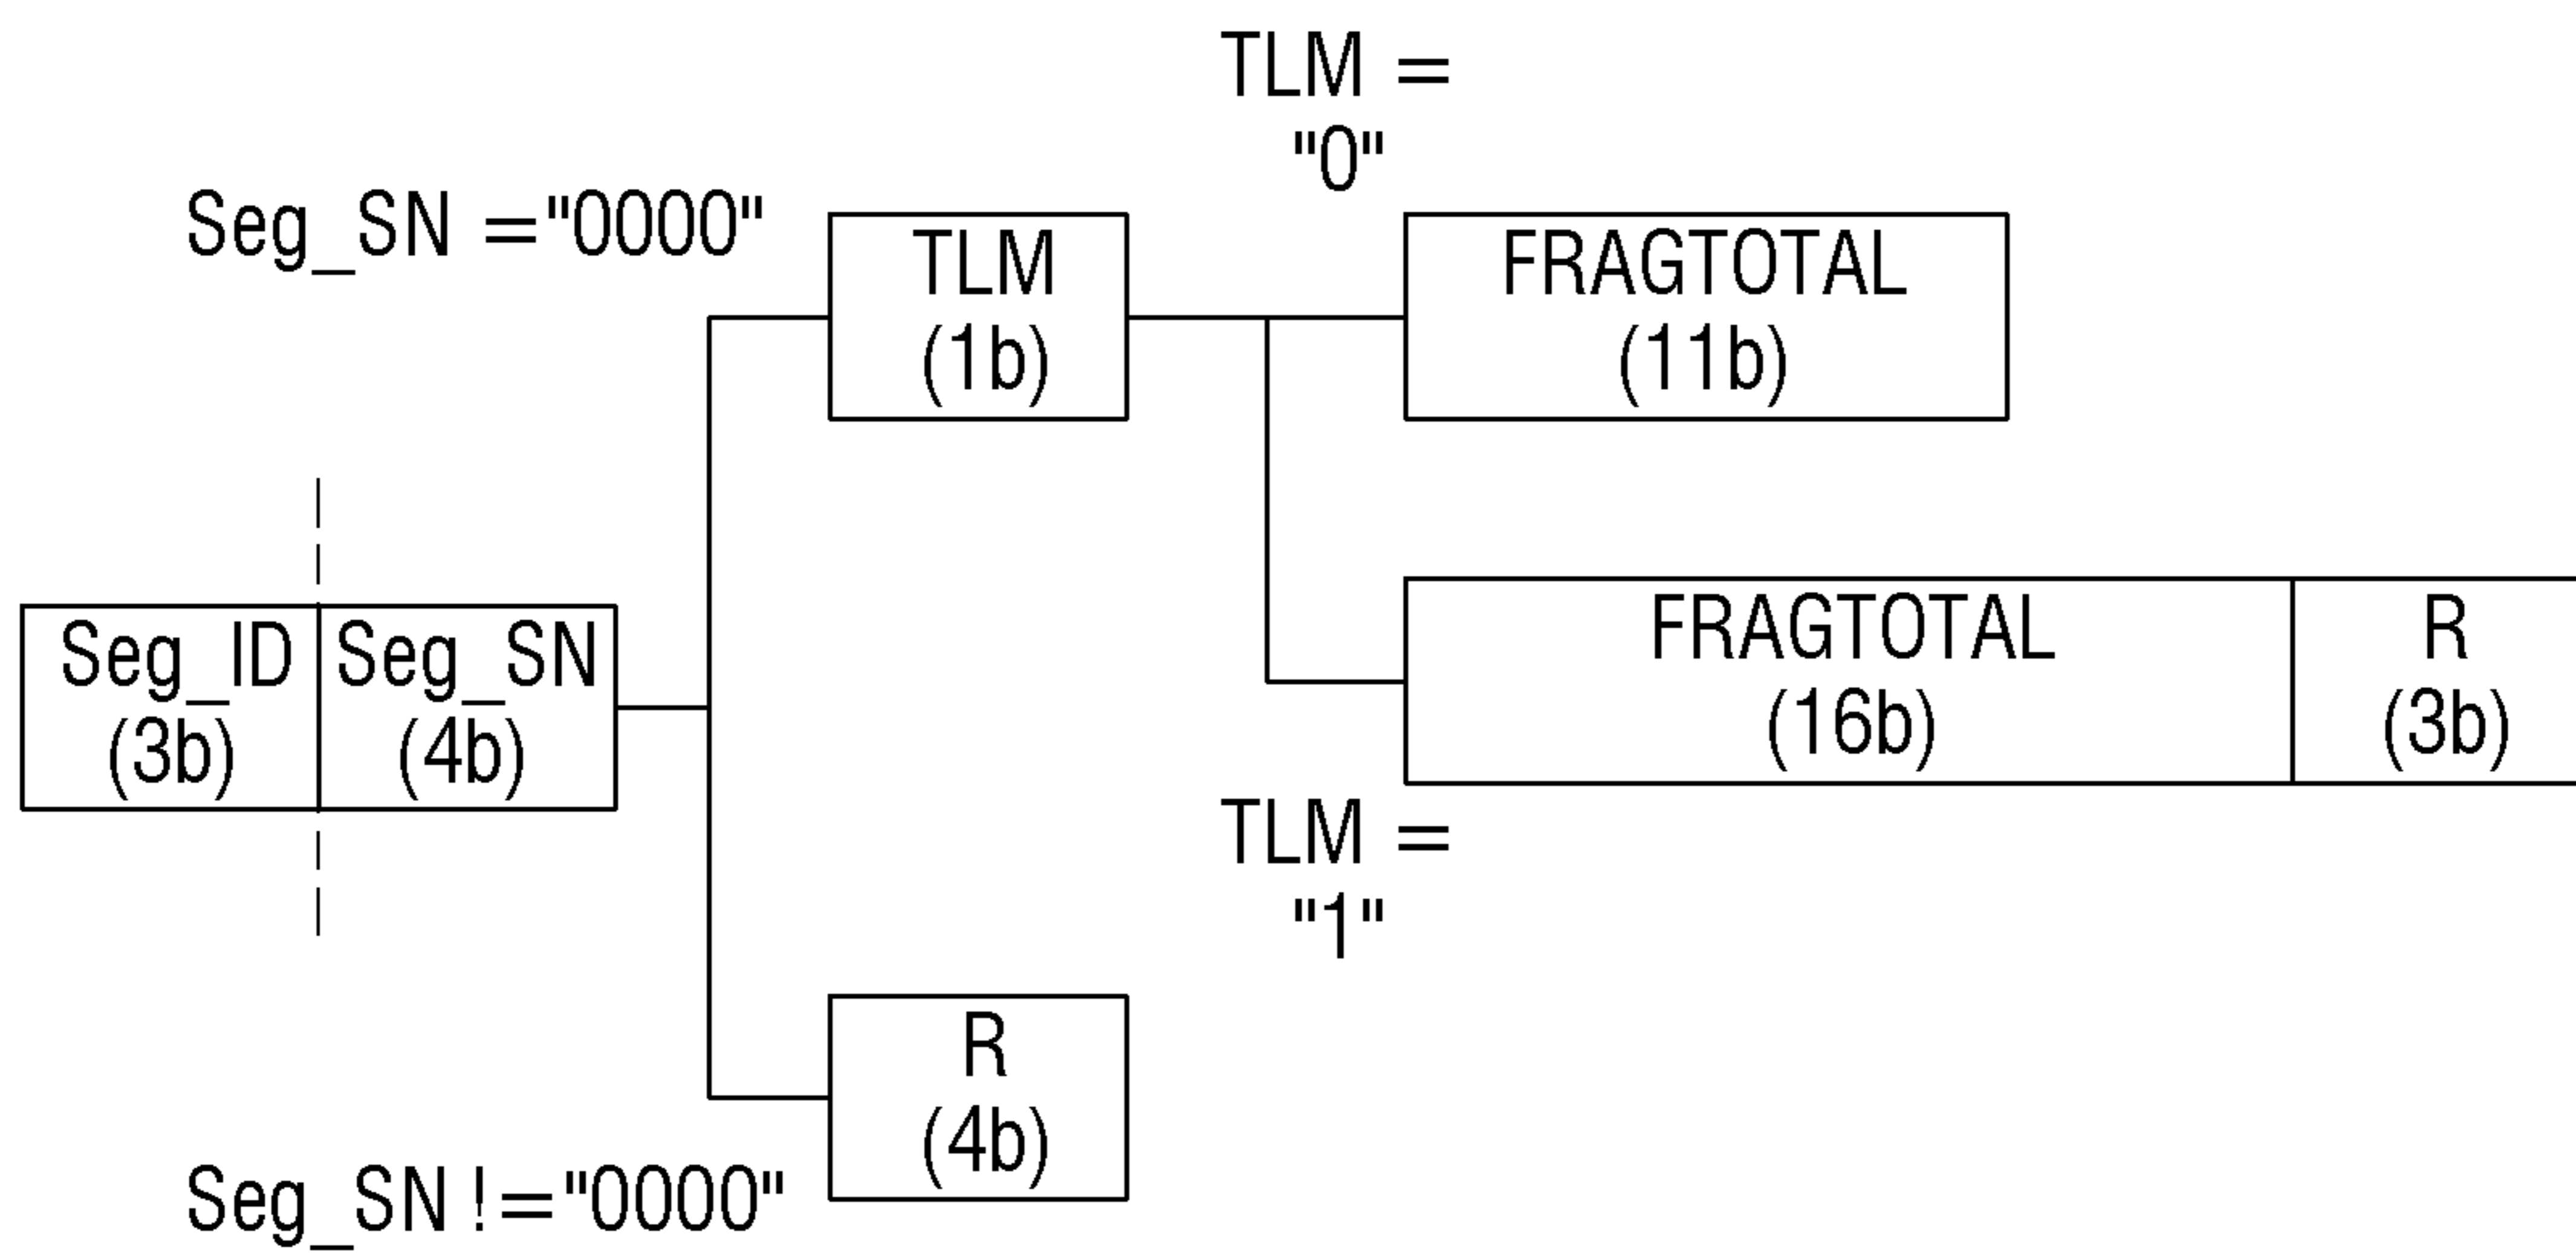 TLM =
"0"
Seg_SN ="0000"
TLM
(1b)
FRAGTOTAL
(11b)
Seg_ID
(3b)
Seg_SN
(4b)
FRAGTOTAL
(16b)
R
(3b)
TLM =
"1"
R
(4b)
Seg_SN !="0000"